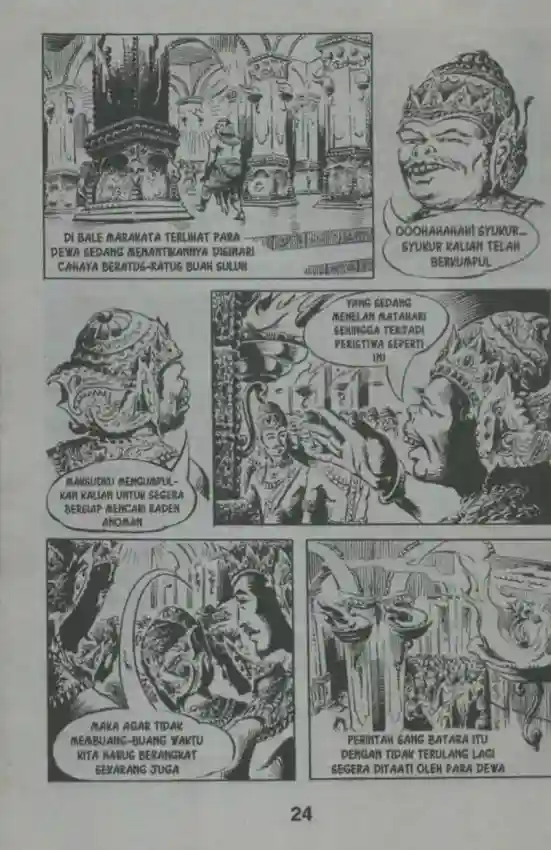 DI BALE MARAKATA TERLIHAT PARA
DEWA SEDANG MENANTIKANNYA DISINARI
CAHAYA BERATUS-RATUS BUAH SULUH
OOOHAHAHAH! SYUKUR...
SYUKUR KALIAN TELAH
BERKUMPUL
MAKSUDKU MENGUMPUL-
KAN KALIAN UNTUK SEGERA
BERSIAP MENCARI RADEN
ANOMAN
YANG SEDANG
MENELAN MATAHARI
SEHINGGA TERJADI
PERISTIWA SEPERTI
INI
MAKA AGAR TIDAK
MEMBUANG-BUANG WAKTU
KITA HARUS BERANGKAT
SEKARANG JUGA
PERINTAH SANG BATARA ITU
DENGAN TIDAK TERULANG LAGI
SEGERA DITAATI OLEH PARA DEWA
24